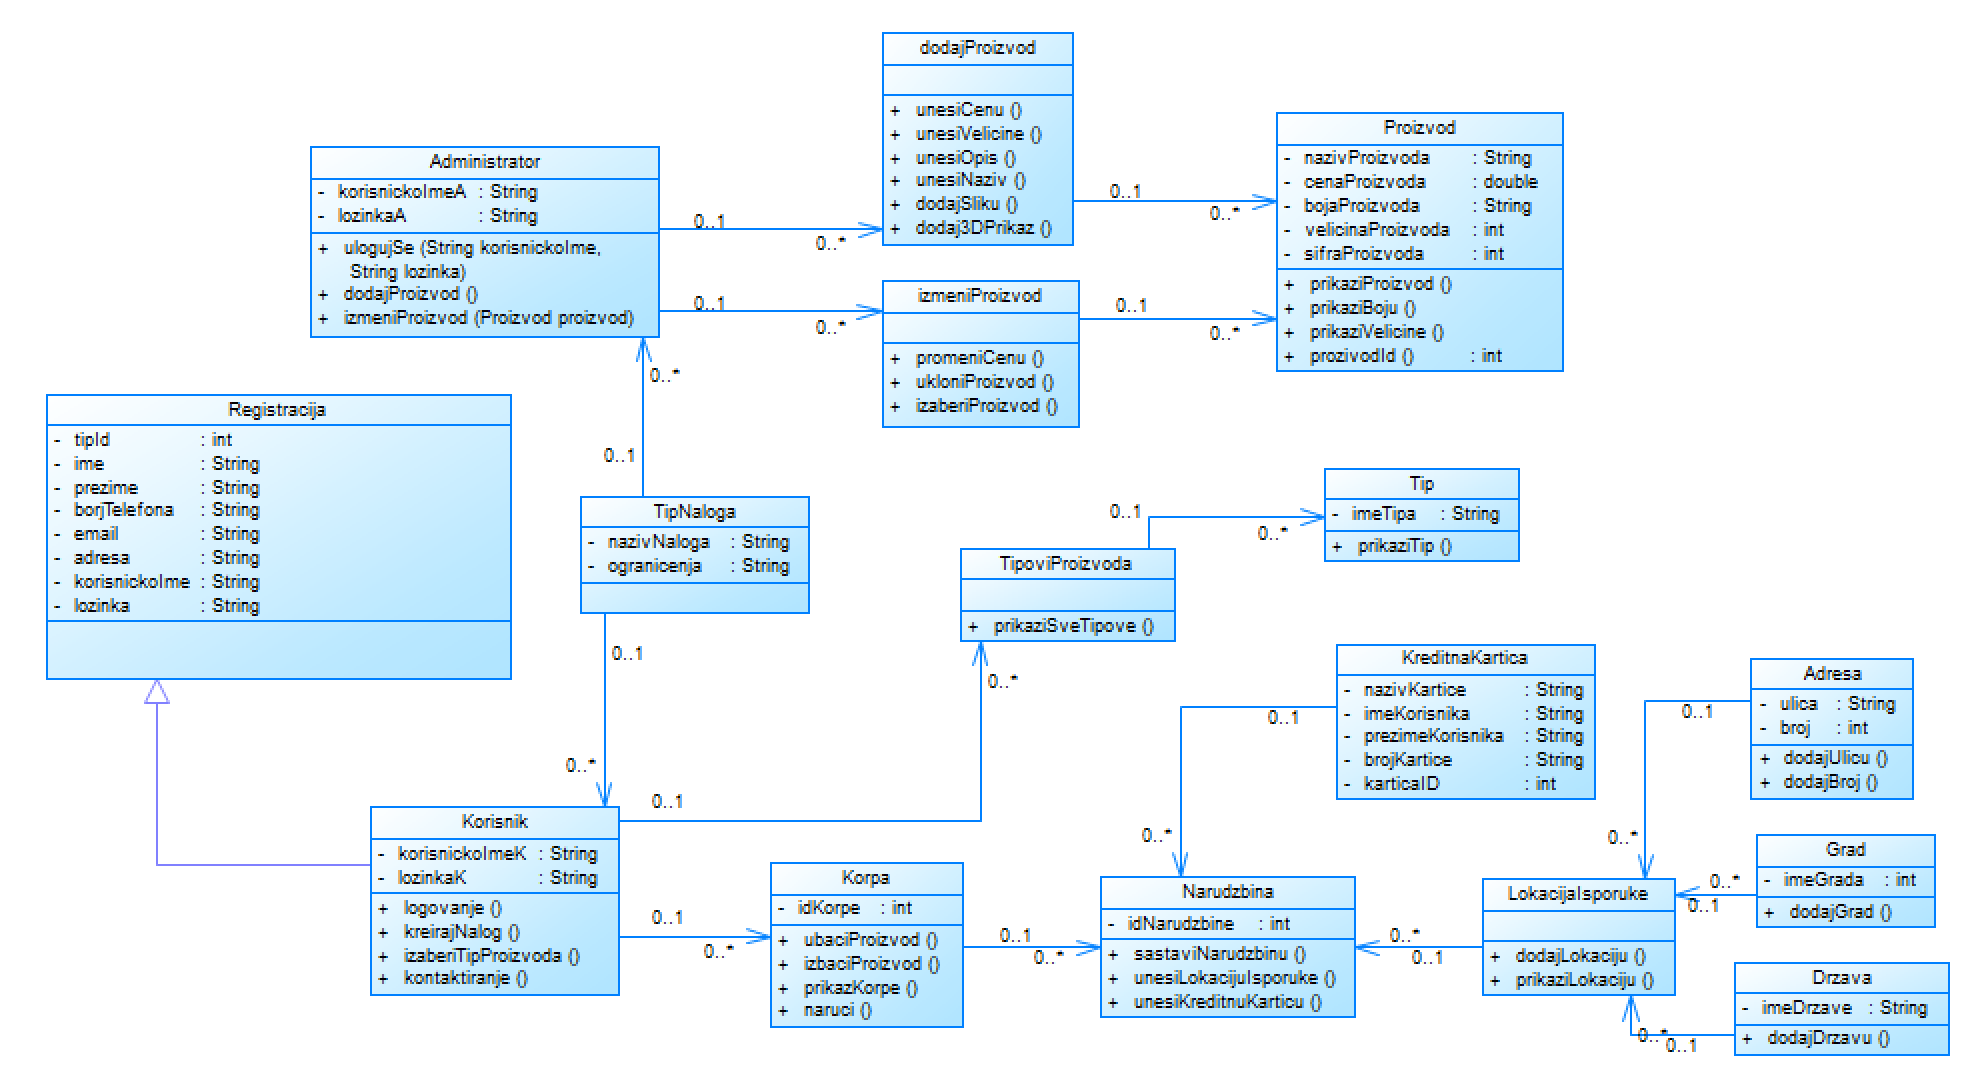 dodajProizvod
+ unesiCenu ()
+ unesiVelicine ()
+ unesiOpis ()
+ unesiNaziv ()
+ dodajSliku ()
+ dodaj3DPrikaz ()
Proizvod
- nazivProizvoda : String
- cenaProizvoda : double
- bojaProizvoda : String
- velicinaProizvoda : int
- sifraProizvoda : int
+ prikaziProizvod ()
+ prikaziBoju ()
+ prikaziVelicine ()
+ prozivodId () : int
Administrator
- korisnickoImeA : String
- lozinkaA : String
+ ulogujSe (String korisnickoIme,
String lozinka)
+ dodajProizvod ()
+ izmeniProizvod (Proizvod proizvod)
0..1
0..*
0..1
0..*
0..1
0..*
0..1
0..*
izmeniProizvod
+ promeniCenu ()
+ ukloniProizvod ()
+ izaberiProizvod ()
0..*
0..1
Registracija
- tipId : int
- ime : String
- prezime : String
- borjTelefona : String
- email : String
- adresa : String
- korisnickoIme : String
- lozinka : String
TipNaloga
- nazivNaloga : String
- ogranicenja : String
0..1
0..*
Tip
- imeTipa : String
+ prikaziTip ()
0..1
0..*
TipoviProizvoda
+ prikaziSveTipove ()
0..*
0..1
KreditnaKartica
- nazivKartice : String
- imeKorisnika : String
- prezimeKorisnika : String
- brojKartice : String
- karticaID : int
0..1
0..*
Adresa
- ulica : String
- broj : int
+ dodajUlicu ()
+ dodajBroj ()
0..1
0..*
Korisnik
- korisnickoImeK : String
- lozinkaK : String
+ logovanje ()
+ kreirajNalog ()
+ izaberiTipProizvoda ()
+ kontaktiranje ()
0..1
0..*
Korpa
- idKorpe : int
+ ubaciProizvod ()
+ izbaciProizvod ()
+ prikazKorpe ()
+ naruci ()
0..1
0..*
Narudzbina
- idNarudzbine : int
+ sastaviNarudzbinu ()
+ unesiLokacijuIsporuke ()
+ unesiKreditnuKarticu ()
0..*
0..1
LokacijaIsporuke
+ dodajLokaciju ()
+ prikaziLokaciju ()
0..*
0..1
Grad
- imeGrada : int
+ dodajGrad ()
Drzava
- imeDrzave : String
+ dodajDrzavu ()
0..*
0..1